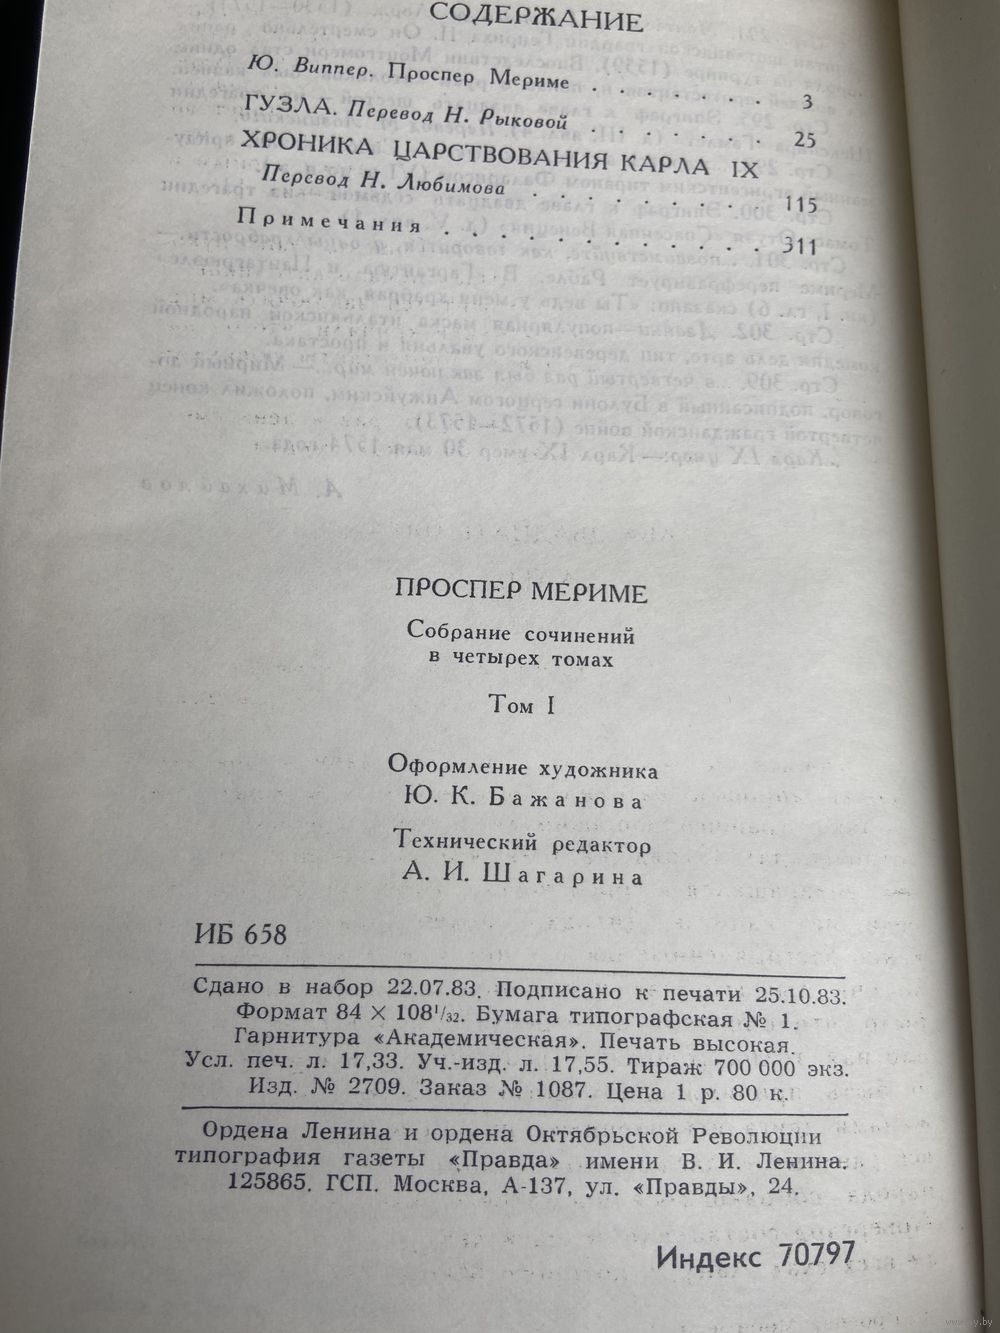 СОДЕРЖАНИЕ
Ю. Виппер. Проспер Мериме . . . . . . . 3
ГУЗЛА. Перевод Н. Рыковой . . . . . . . 25
ХРОНИКА ЦАРСТВОВАНИЯ КАРЛА IX
Перевод Н. Любимова . . . . . . . . . 115
Примечания . . . . . . . . . . . . 311
ПРОСПЕР МЕРИМЕ
Собрание сочинений
в четырех томах
Том I
Оформление художника
Ю. К. Бажанова
Технический редактор
А. И. Шагарина
ИБ 658
Сдано в набор 22.07.83. Подписано к печати 25.10.83.
Формат 84 × 108¹/₃₂. Бумага типографская № 1.
Гарнитура «Академическая». Печать высокая.
Усл. печ. л. 17,33. Уч.-изд. л. 17,55. Тираж 700 000 экз.
Изд. № 2709. Заказ № 1087. Цена 1 р. 80 к.
Ордена Ленина и ордена Октябрьской Революции
типография газеты «Правда» имени В. И. Ленина.
125865. ГСП. Москва, А-137, ул. «Правды», 24.
Индекс 70797